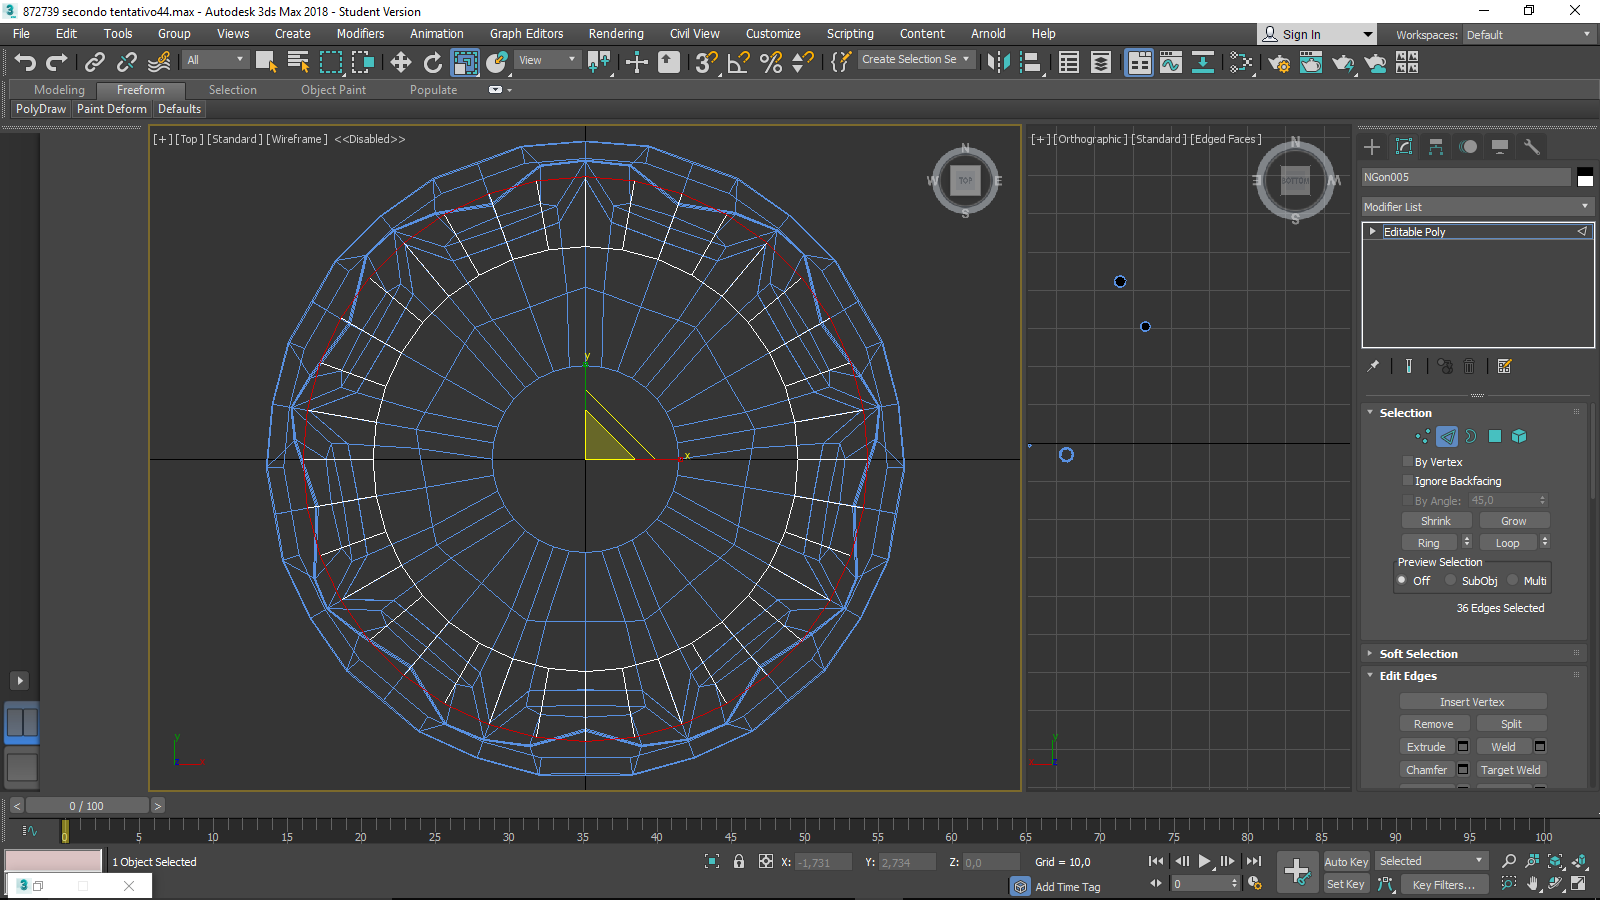 872739 secondo tentativo44.max - Autodesk 3ds Max 2018 - Student Version
File Edit Tools Group Views Create Modifiers Animation Graph Editors Rendering Civil View Customize Scripting Content Arnold Help
Sign In Workspaces: Default
All View Create Selection Se
Modeling Freeform Selection Object Paint Populate
PolyDraw Paint Deform Defaults
[+] [Top] [Standard] [Wireframe] <<Disabled>>
[+] [Orthographic] [Standard] [Edged Faces]
N
W TOP E
S
N
E BOTTOM W
S
y
x
y
y
NGon005
Modifier List
Editable Poly
Selection
By Vertex
Ignore Backfacing
By Angle: 45,0
Shrink Grow
Ring Loop
Preview Selection
Off SubObj Multi
36 Edges Selected
Soft Selection
Edit Edges
Insert Vertex
Remove Split
Extrude Weld
Chamfer Target Weld
< 0 / 100 >
0 5 10 15 20 25 30 35 40 45 50 55 60 65 70 75 80 85 90 95 100
1 Object Selected X: -1,731 Y: 2,734 Z: 0,0 Grid = 10,0 Auto Key Selected
Add Time Tag 0 Set Key Key Filters...
3